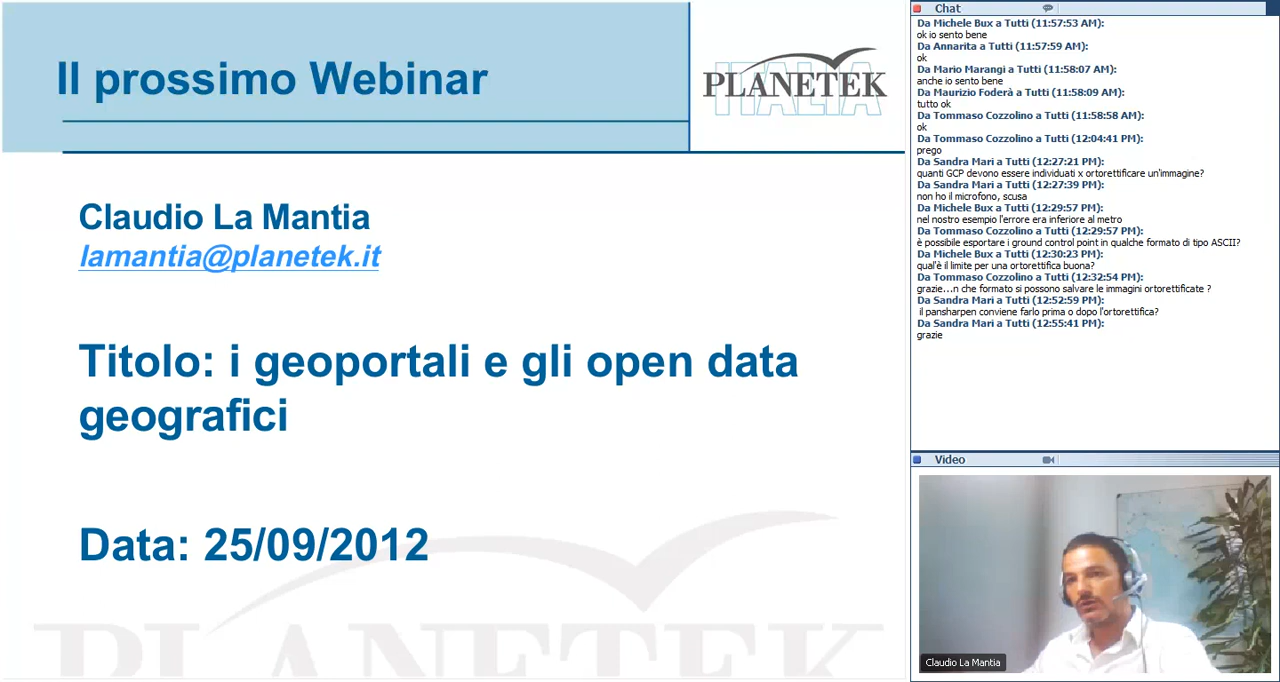 Il prossimo Webinar
PLANETEK
ITALIA
Claudio La Mantia
lamantia@planetek.it
Titolo: i geoportali e gli open data
geografici
Data: 25/09/2012
PLANETEK
Chat
Da Michele Bux a Tutti (11:57:53 AM):
ok io sento bene
Da Annarita a Tutti (11:57:59 AM):
ok
Da Mario Marangi a Tutti (11:58:07 AM):
anche io sento bene
Da Maurizio Foderà a Tutti (11:58:09 AM):
tutto ok
Da Tommaso Cozzolino a Tutti (11:58:58 AM):
ok
Da Tommaso Cozzolino a Tutti (12:04:41 PM):
prego
Da Sandra Mari a Tutti (12:27:21 PM):
quanti GCP devono essere individuati x ortorettificare un'immagine?
Da Sandra Mari a Tutti (12:27:39 PM):
non ho il microfono, scusa
Da Michele Bux a Tutti (12:29:57 PM):
nel nostro esempio l'errore era inferiore al metro
Da Tommaso Cozzolino a Tutti (12:29:57 PM):
è possibile esportare i ground control point in qualche formato di tipo ASCII?
Da Michele Bux a Tutti (12:30:23 PM):
qual'è il limite per una ortorettifica buona?
Da Tommaso Cozzolino a Tutti (12:32:54 PM):
grazie...n che formato si possono salvare le immagini ortorettificate ?
Da Sandra Mari a Tutti (12:52:59 PM):
il pansharpen conviene farlo prima o dopo l'ortorettifica?
Da Sandra Mari a Tutti (12:55:41 PM):
grazie
Video
Claudio La Mantia